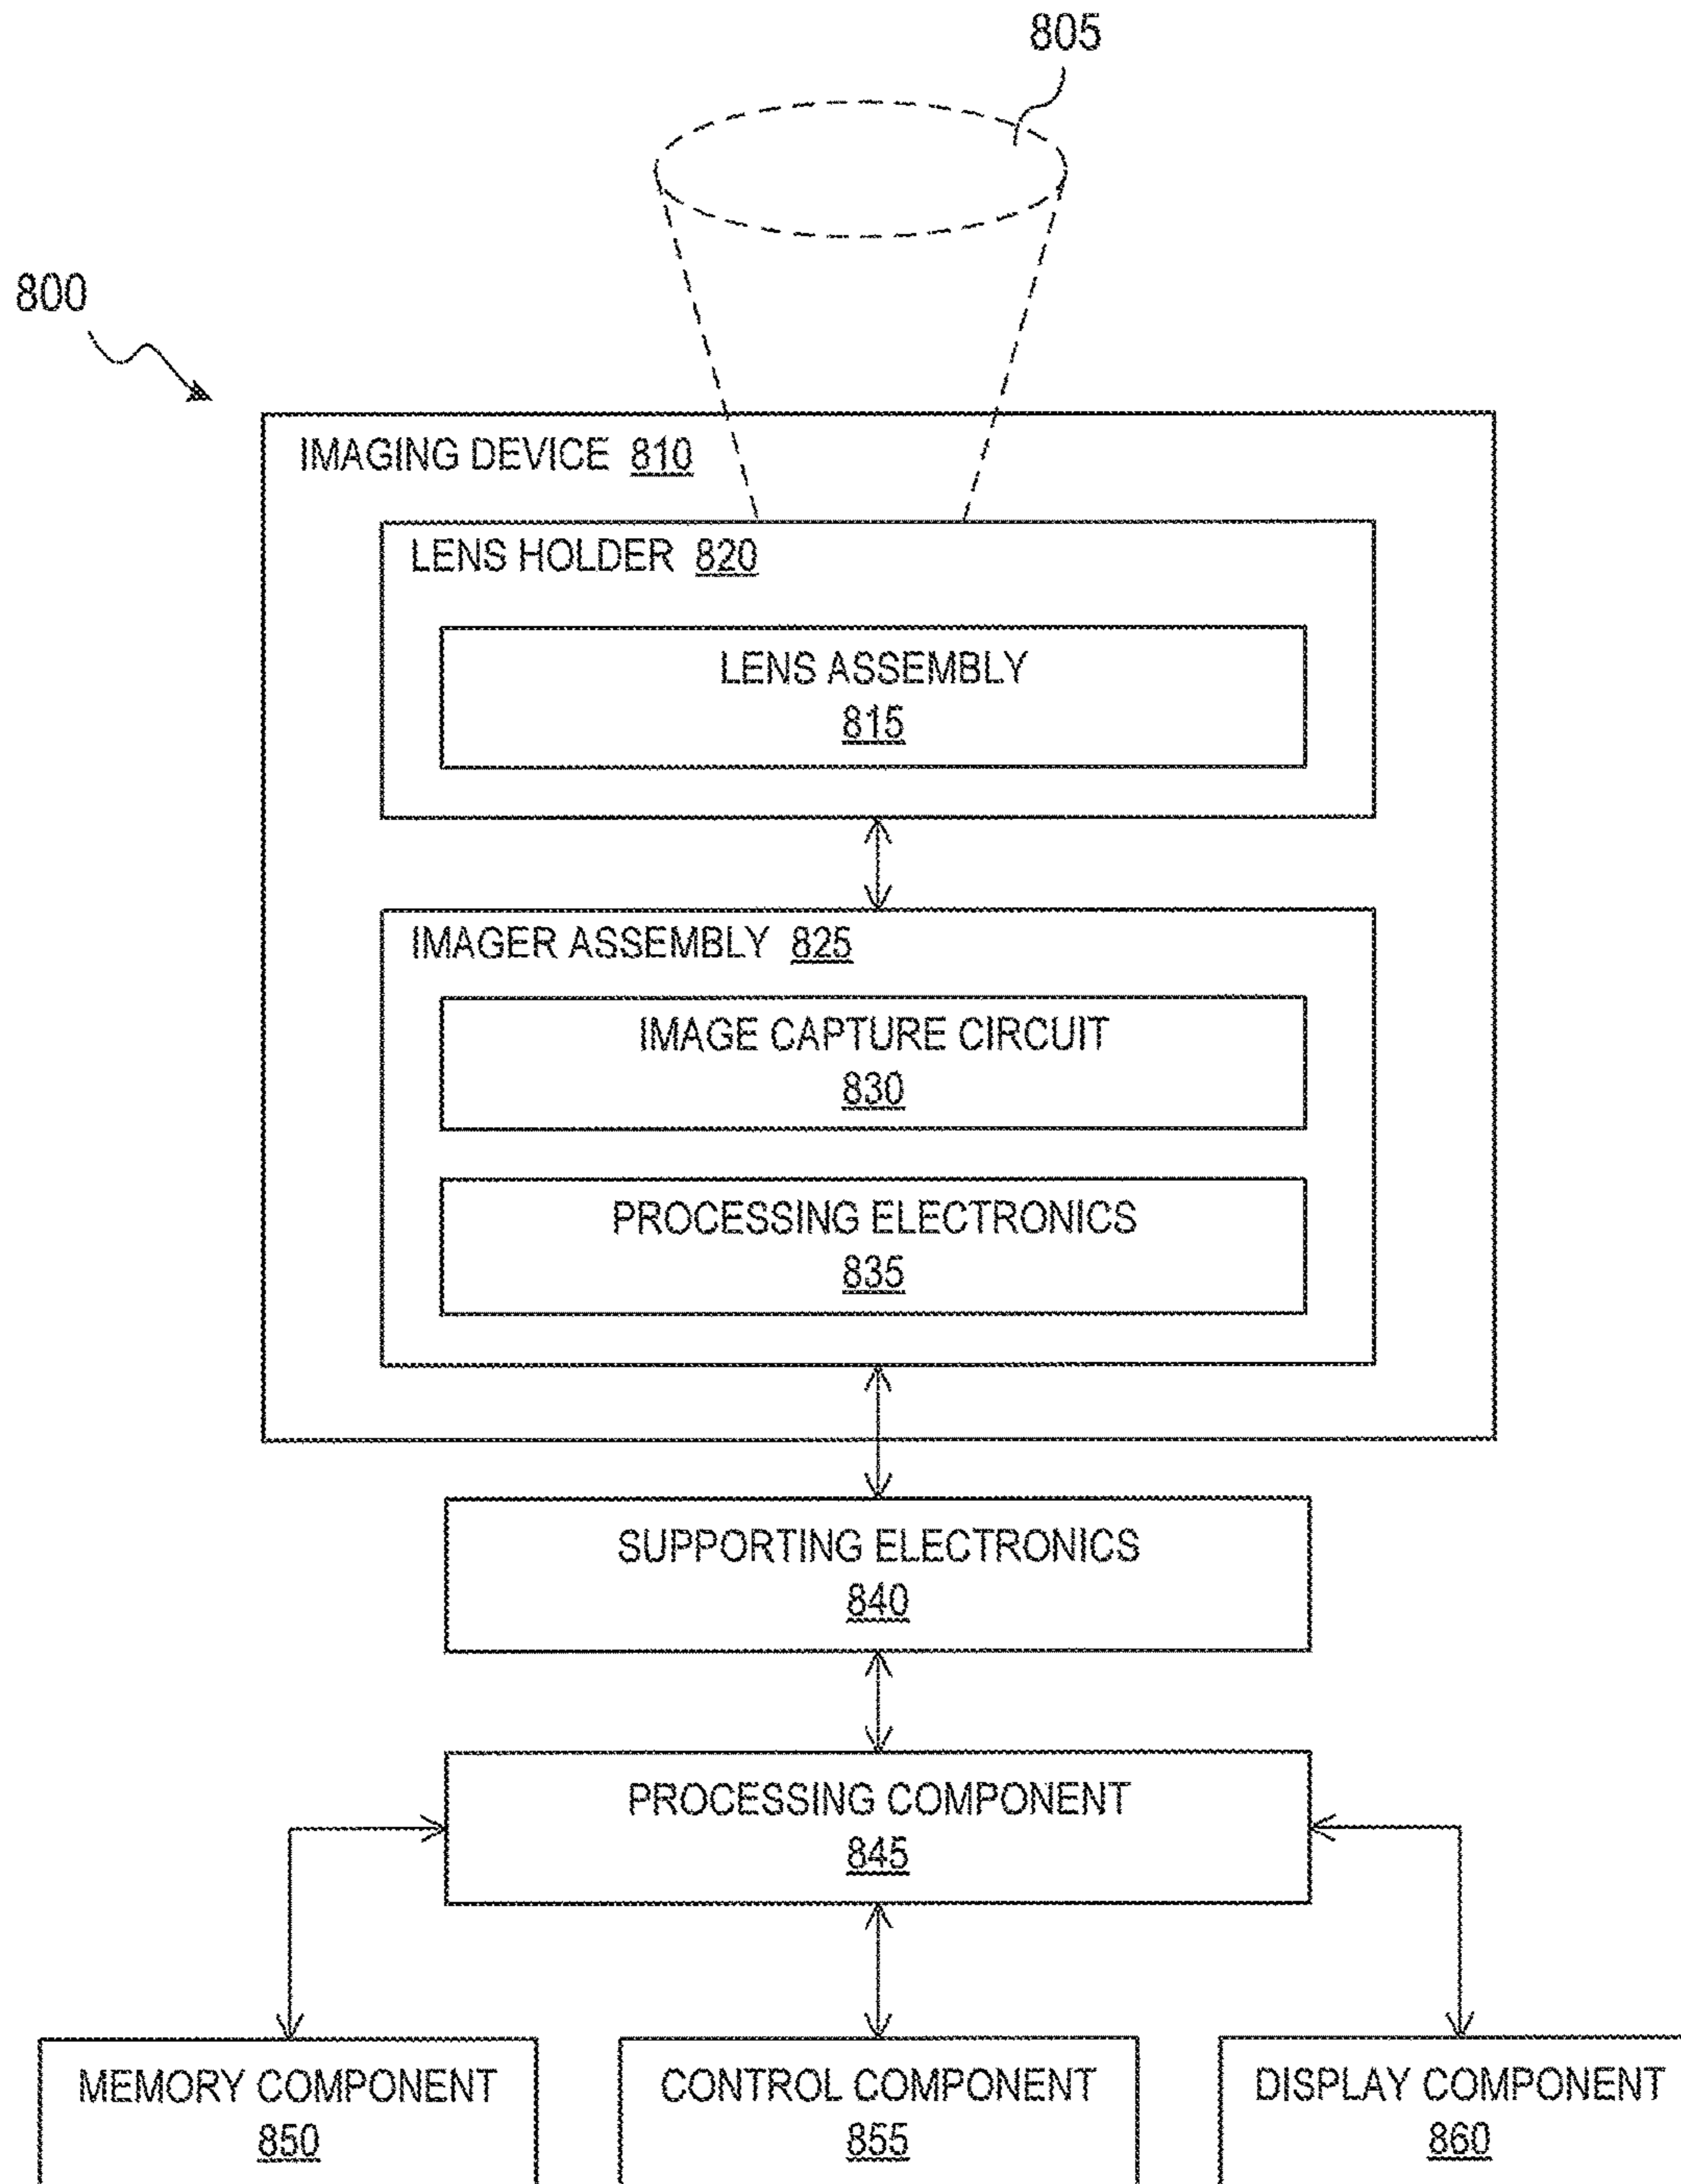 805
800
IMAGING DEVICE 810
LENS HOLDER 820
LENS ASSEMBLY
815
IMAGER ASSEMBLY 825
IMAGE CAPTURE CIRCUIT
830
PROCESSING ELECTRONICS
835
SUPPORTING ELECTRONICS
840
PROCESSING COMPONENT
845
MEMORY COMPONENT
850
CONTROL COMPONENT
855
DISPLAY COMPONENT
860